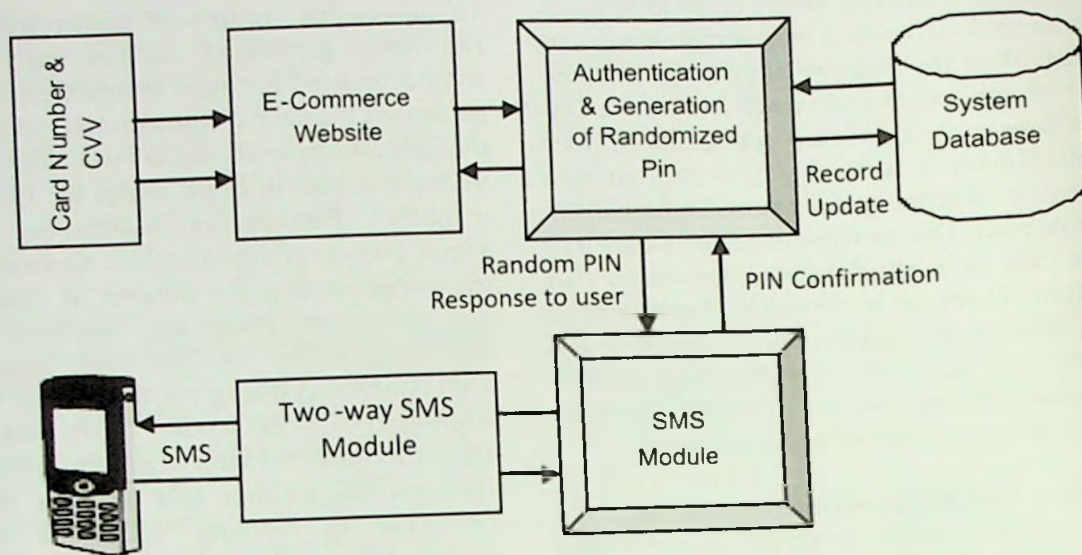 Card Number &
CVV
E-Commerce
Website
Authentication
& Generation
of Randomized
Pin
System
Database
Record
Update
Random PIN
Response to user
PIN Confirmation
Two-way SMS
Module
SMS
SMS
Module